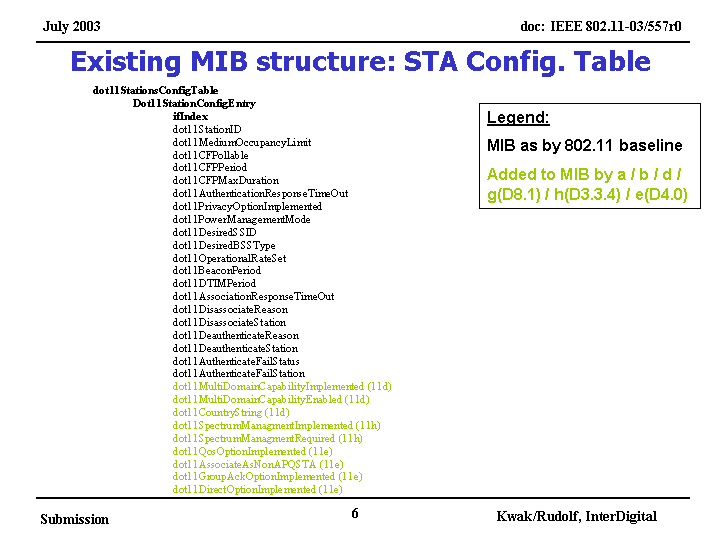 July 2003
doc: IEEE 802.11-03/557r0
Existing MIB structure: STA Config. Table
dot11StationsConfigTable
Dot11StationConfigEntry
ifIndex
dot11StationID
dot11MediumOccupancyLimit
dot11CFPollable
dot11CFPPeriod
dot11CFPMaxDuration
dot11AuthenticationResponseTimeOut
dot11PrivacyOptionImplemented
dot11PowerManagementMode
dot11DesiredSSID
dot11DesiredBSSType
dot11OperationalRateSet
dot11BeaconPeriod
dot11DTIMPeriod
dot11AssociationResponseTimeOut
dot11DisassociateReason
dot11DisassociateStation
dot11DeauthenticateReason
dot11DeauthenticateStation
dot11AuthenticateFailStatus
dot11AuthenticateFailStation
dot11MultiDomainCapabilityImplemented (11d)
dot11MultiDomainCapabilityEnabled (11d)
dot11CountryString (11d)
dot11SpectrumManagmentImplemented (11h)
dot11SpectrumManagmentRequired (11h)
dot11QosOptionImplemented (11e)
dot11AssociateAsNonAPQSTA (11e)
dot11GroupAckOptionImplemented (11e)
dot11DirectOptionImplemented (11e)
Legend:
MIB as by 802.11 baseline
Added to MIB by a / b / d /
g(D8.1) / h(D3.3.4) / e(D4.0)
Submission
6
Kwak/Rudolf, InterDigital